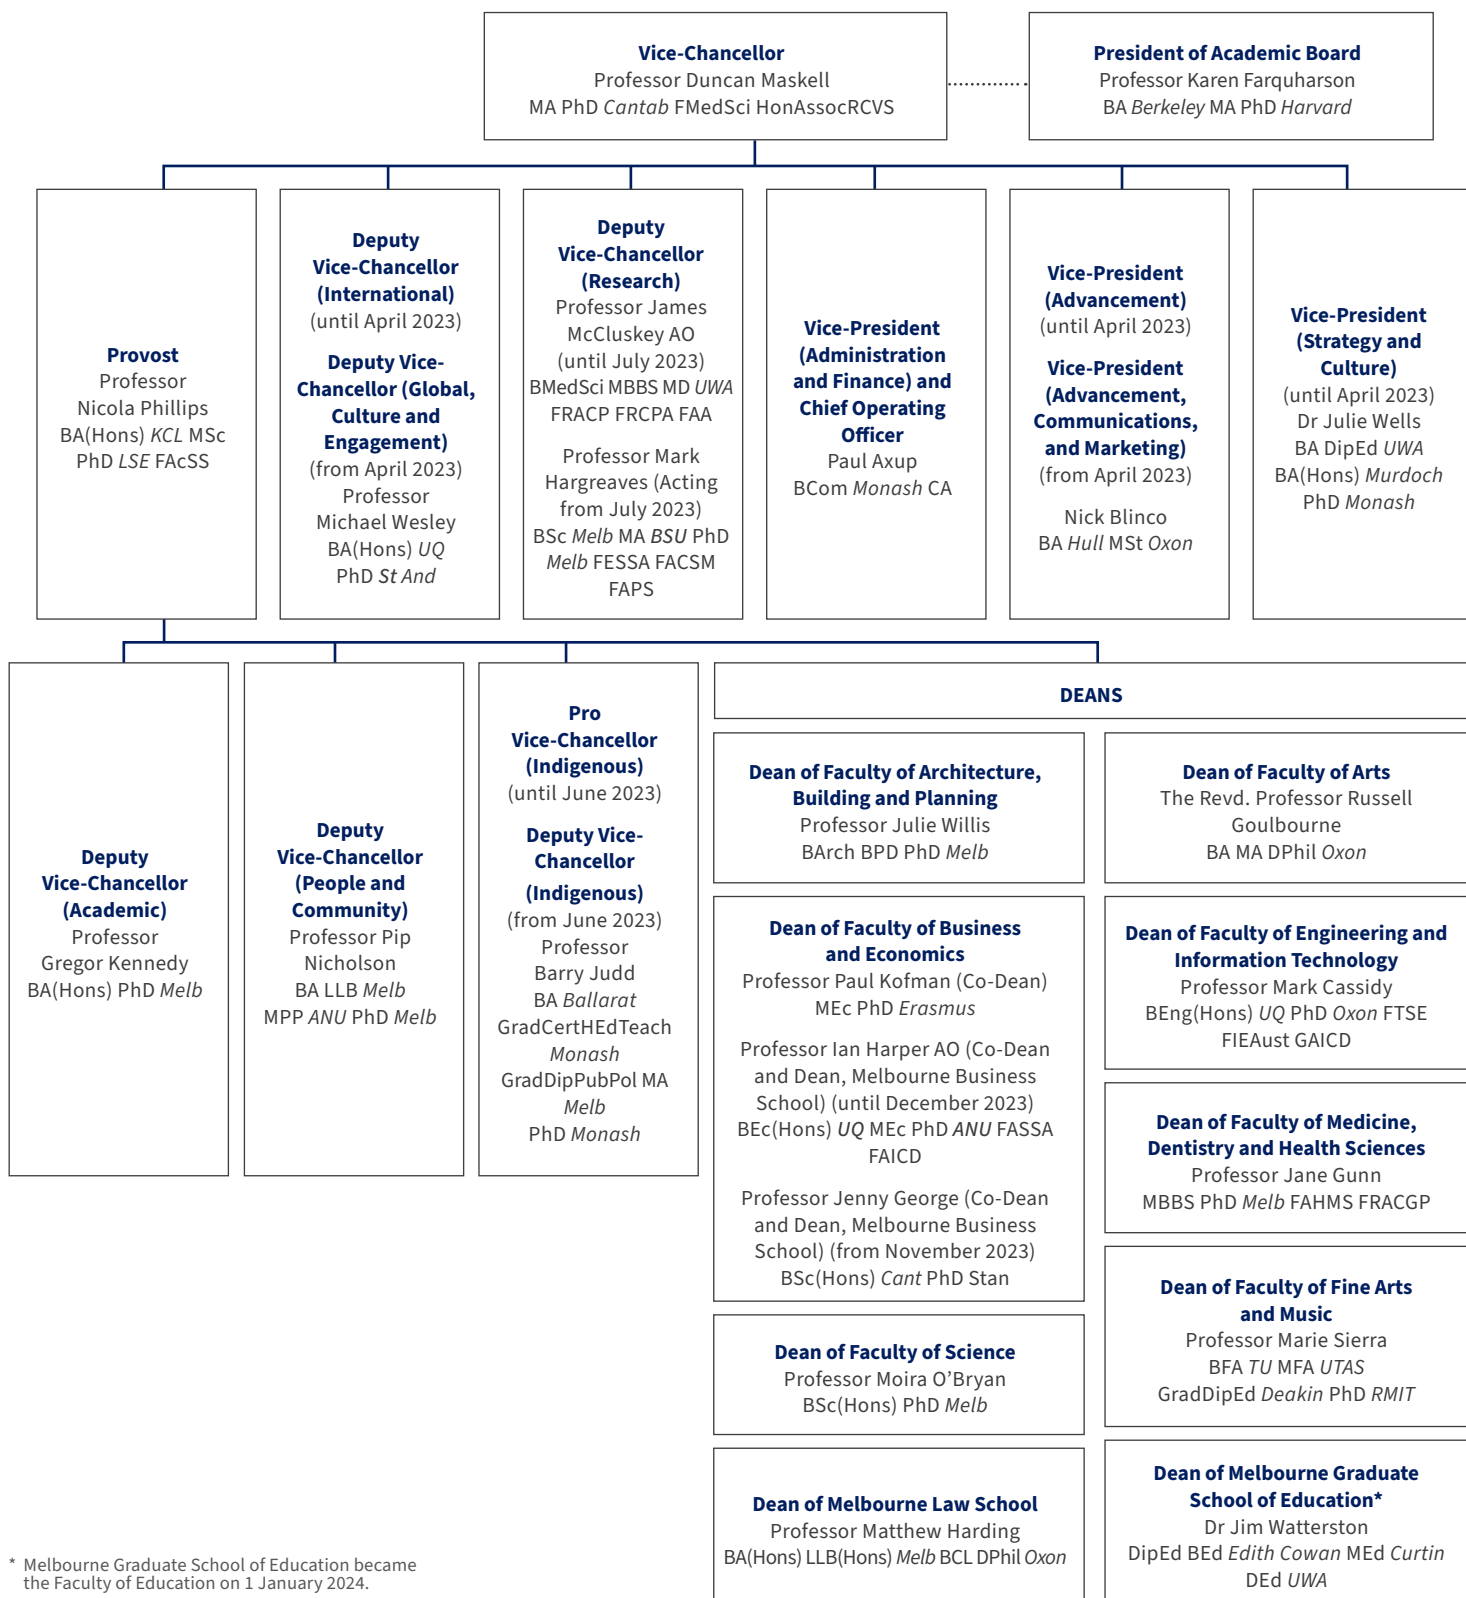 Vice-Chancellor
Professor Duncan Maskell
MA PhD Cantab FMedSci HonAssocRCVS
President of Academic Board
Professor Karen Farquharson
BA Berkeley MA PhD Harvard
Provost
Professor
Nicola Phillips
BA(Hons) KCL MSc
PhD LSE FAcSS
Deputy
Vice-Chancellor
(International)
(until April 2023)
Deputy Vice-
Chancellor (Global,
Culture and
Engagement)
(from April 2023)
Professor
Michael Wesley
BA(Hons) UQ
PhD St And
Deputy
Vice-Chancellor
(Research)
Professor James
McCluskey AO
(until July 2023)
BMedSci MBBS MD UWA
FRACP FRCPA FAA
Professor Mark
Hargreaves (Acting
from July 2023)
BSc Melb MA BSU PhD
Melb FESSA FACSM
FAPS
Vice-President
(Administration
and Finance) and
Chief Operating
Officer
Paul Axup
BCom Monash CA
Vice-President
(Advancement)
(until April 2023)
Vice-President
(Advancement,
Communications,
and Marketing)
(from April 2023)
Nick Blinco
BA Hull MSt Oxon
Vice-President
(Strategy and
Culture)
(until April 2023)
Dr Julie Wells
BA DipEd UWA
BA(Hons) Murdoch
PhD Monash
Deputy
Vice-Chancellor
(Academic)
Professor
Gregor Kennedy
BA(Hons) PhD Melb
Deputy
Vice-Chancellor
(People and
Community)
Professor Pip
Nicholson
BA LLB Melb
MPP ANU PhD Melb
Pro
Vice-Chancellor
(Indigenous)
(until June 2023)
Deputy Vice-
Chancellor
(Indigenous)
(from June 2023)
Professor
Barry Judd
BA Ballarat
GradCertHEdTeach
Monash
GradDipPubPol MA
Melb
PhD Monash
DEANS
Dean of Faculty of Architecture,
Building and Planning
Professor Julie Willis
BArch BPD PhD Melb
Dean of Faculty of Arts
The Revd. Professor Russell
Goulbourne
BA MA DPhil Oxon
Dean of Faculty of Business
and Economics
Professor Paul Kofman (Co-Dean)
MEc PhD Erasmus
Professor Ian Harper AO (Co-Dean
and Dean, Melbourne Business
School) (until December 2023)
BEc(Hons) UQ MEc PhD ANU FASSA
FAICD
Professor Jenny George (Co-Dean
and Dean, Melbourne Business
School) (from November 2023)
BSc(Hons) Cant PhD Stan
Dean of Faculty of Engineering and
Information Technology
Professor Mark Cassidy
BEng(Hons) UQ PhD Oxon FTSE
FIEAust GAICD
Dean of Faculty of Medicine,
Dentistry and Health Sciences
Professor Jane Gunn
MBBS PhD Melb FAHMS FRACGP
Dean of Faculty of Fine Arts
and Music
Professor Marie Sierra
BFA TU MFA UTAS
GradDipEd Deakin PhD RMIT
Dean of Faculty of Science
Professor Moira O’Bryan
BSc(Hons) PhD Melb
Dean of Melbourne Law School
Professor Matthew Harding
BA(Hons) LLB(Hons) Melb BCL DPhil Oxon
Dean of Melbourne Graduate
School of Education*
Dr Jim Watterston
DipEd BEd Edith Cowan MEd Curtin
DEd UWA
* Melbourne Graduate School of Education became
the Faculty of Education on 1 January 2024.